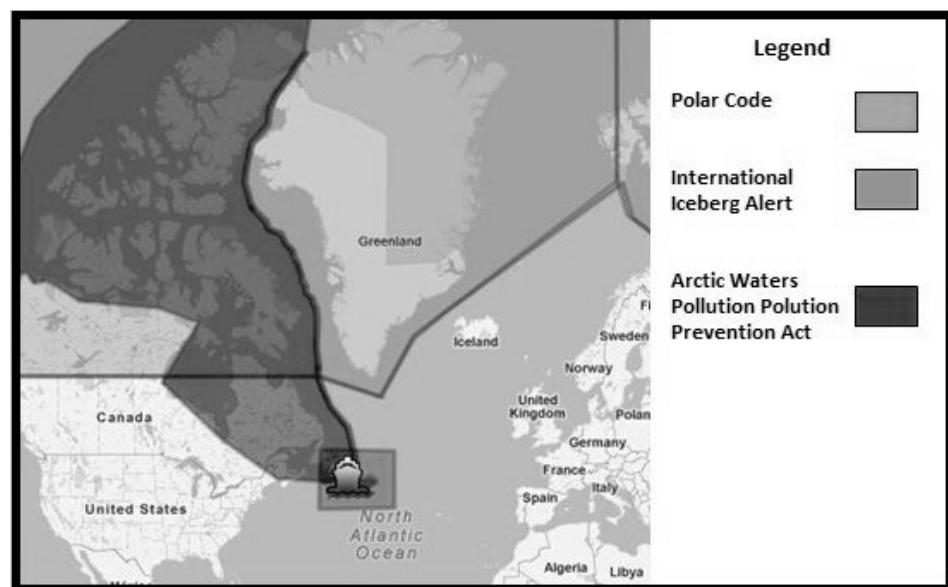 Legend
Polar Code
International
Iceberg Alert
Arctic Waters
Pollution Polution
Prevention Act
Greenland
Iceland
Sweden
Norway
Canada
United
Kingdom
Polan
Germany
France
Italy
Spain
United States
North
Atlantic
Ocean
Algeria
Libya